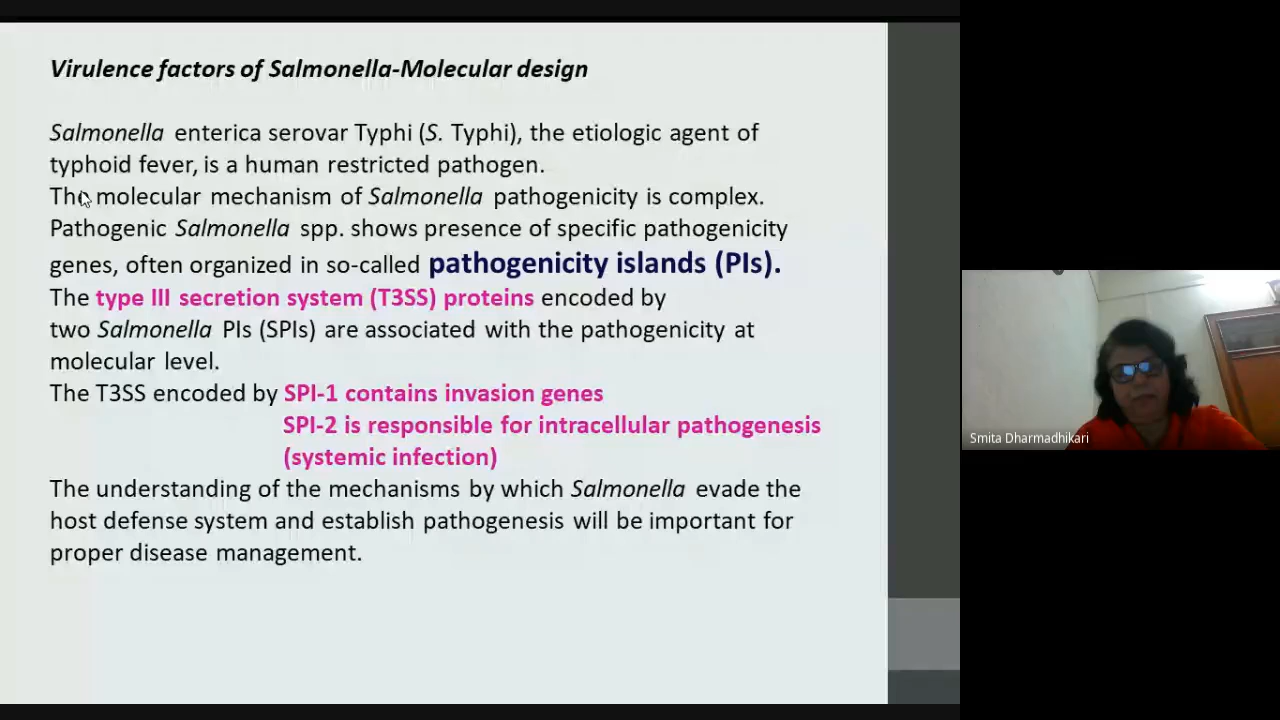 Virulence factors of Salmonella-Molecular design
Salmonella enterica serovar Typhi (S. Typhi), the etiologic agent of
typhoid fever, is a human restricted pathogen.
The molecular mechanism of Salmonella pathogenicity is complex.
Pathogenic Salmonella spp. shows presence of specific pathogenicity
genes, often organized in so-called pathogenicity islands (PIs).
The type III secretion system (T3SS) proteins encoded by
two Salmonella PIs (SPIs) are associated with the pathogenicity at
molecular level.
The T3SS encoded by SPI-1 contains invasion genes
SPI-2 is responsible for intracellular pathogenesis
(systemic infection)
The understanding of the mechanisms by which Salmonella evade the
host defense system and establish pathogenesis will be important for
proper disease management.
Smita Dharmadhikari